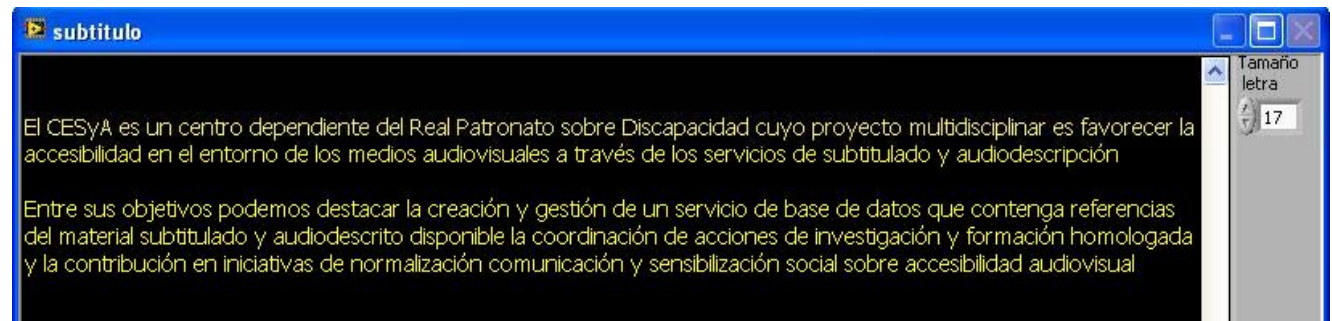 subtitulo
Tamaño
letra
17
El CESyA es un centro dependiente del Real Patronato sobre Discapacidad cuyo proyecto multidisciplinar es favorecer la
accesibilidad en el entorno de los medios audiovisuales a través de los servicios de subtitulado y audiodescripción
Entre sus objetivos podemos destacar la creación y gestión de un servicio de base de datos que contenga referencias
del material subtitulado y audiodescrito disponible la coordinación de acciones de investigación y formación homologada
y la contribución en iniciativas de normalización comunicación y sensibilización social sobre accesibilidad audiovisual